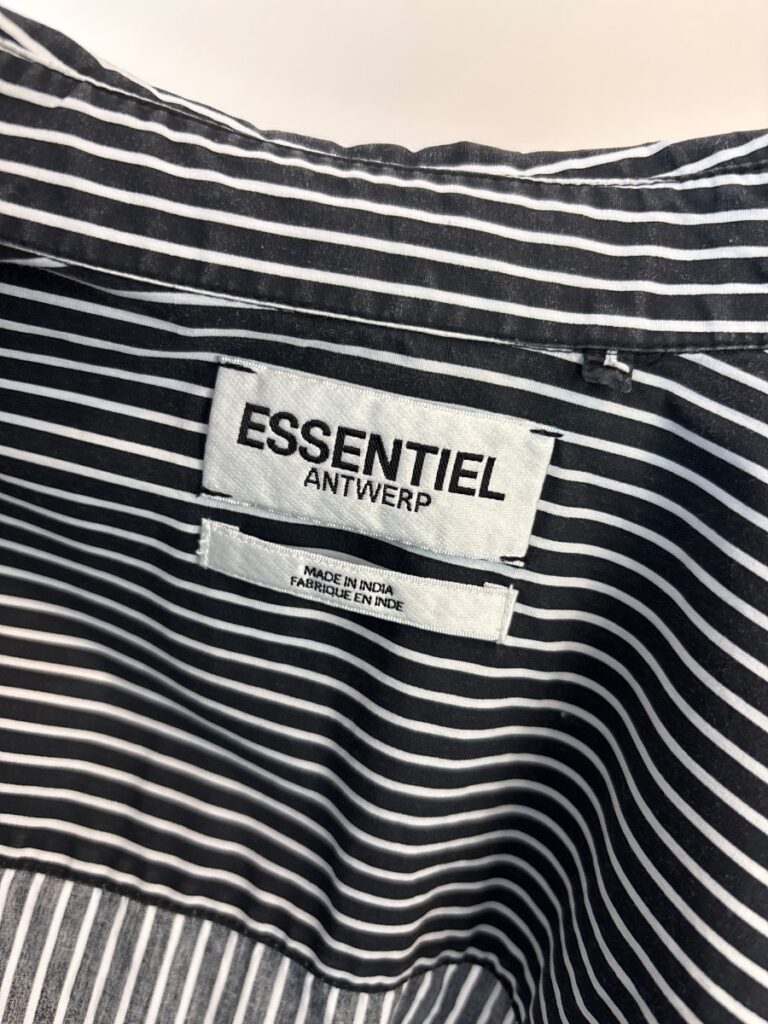 ESSENTIEL
ANTWERP
MADE IN INDIA
FABRIQUE EN INDE